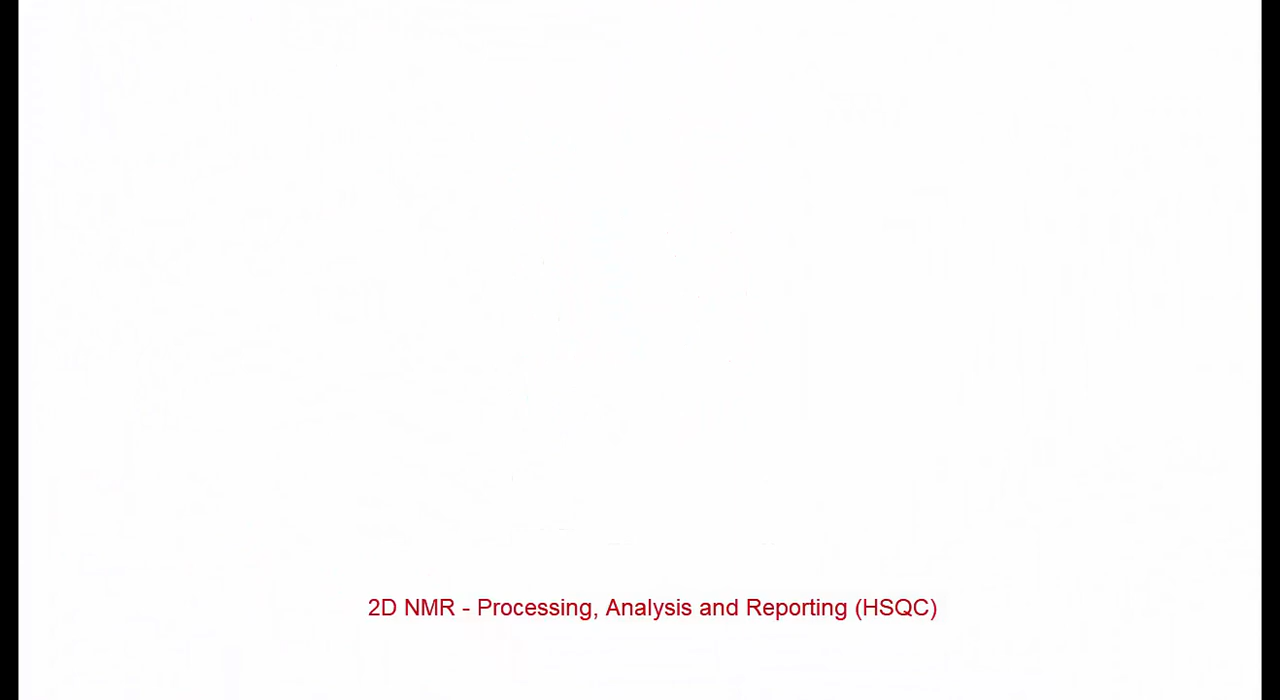 2D NMR - Processing, Analysis and Reporting (HSQC)